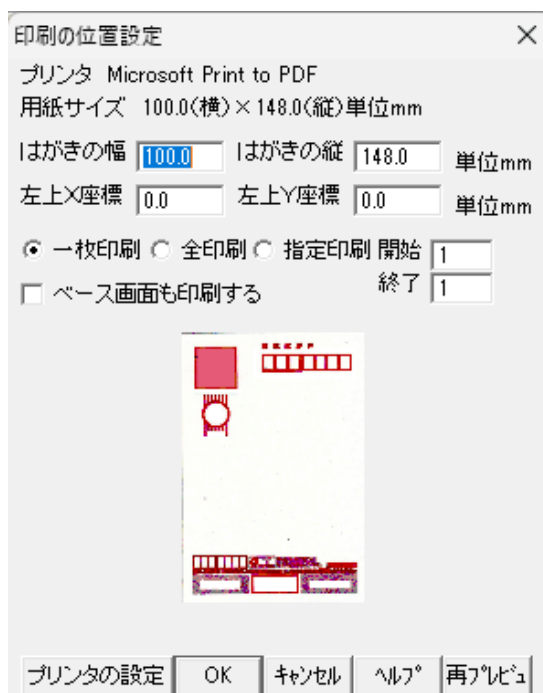 印刷の位置設定
プリンタ Microsoft Print to PDF
用紙サイズ 100.0(横)×148.0(縦)単位mm
はがきの幅 100.0 はがきの縦 148.0 単位mm
左上X座標 0.0 左上Y座標 0.0 単位mm
一枚印刷 全印刷 指定印刷 開始 1
ベース画面も印刷する 終了 1
プリンタの設定 OK ｷｬﾝｾﾙ ﾍﾙﾌﾟ 再ﾌﾟﾚﾋﾞｭ